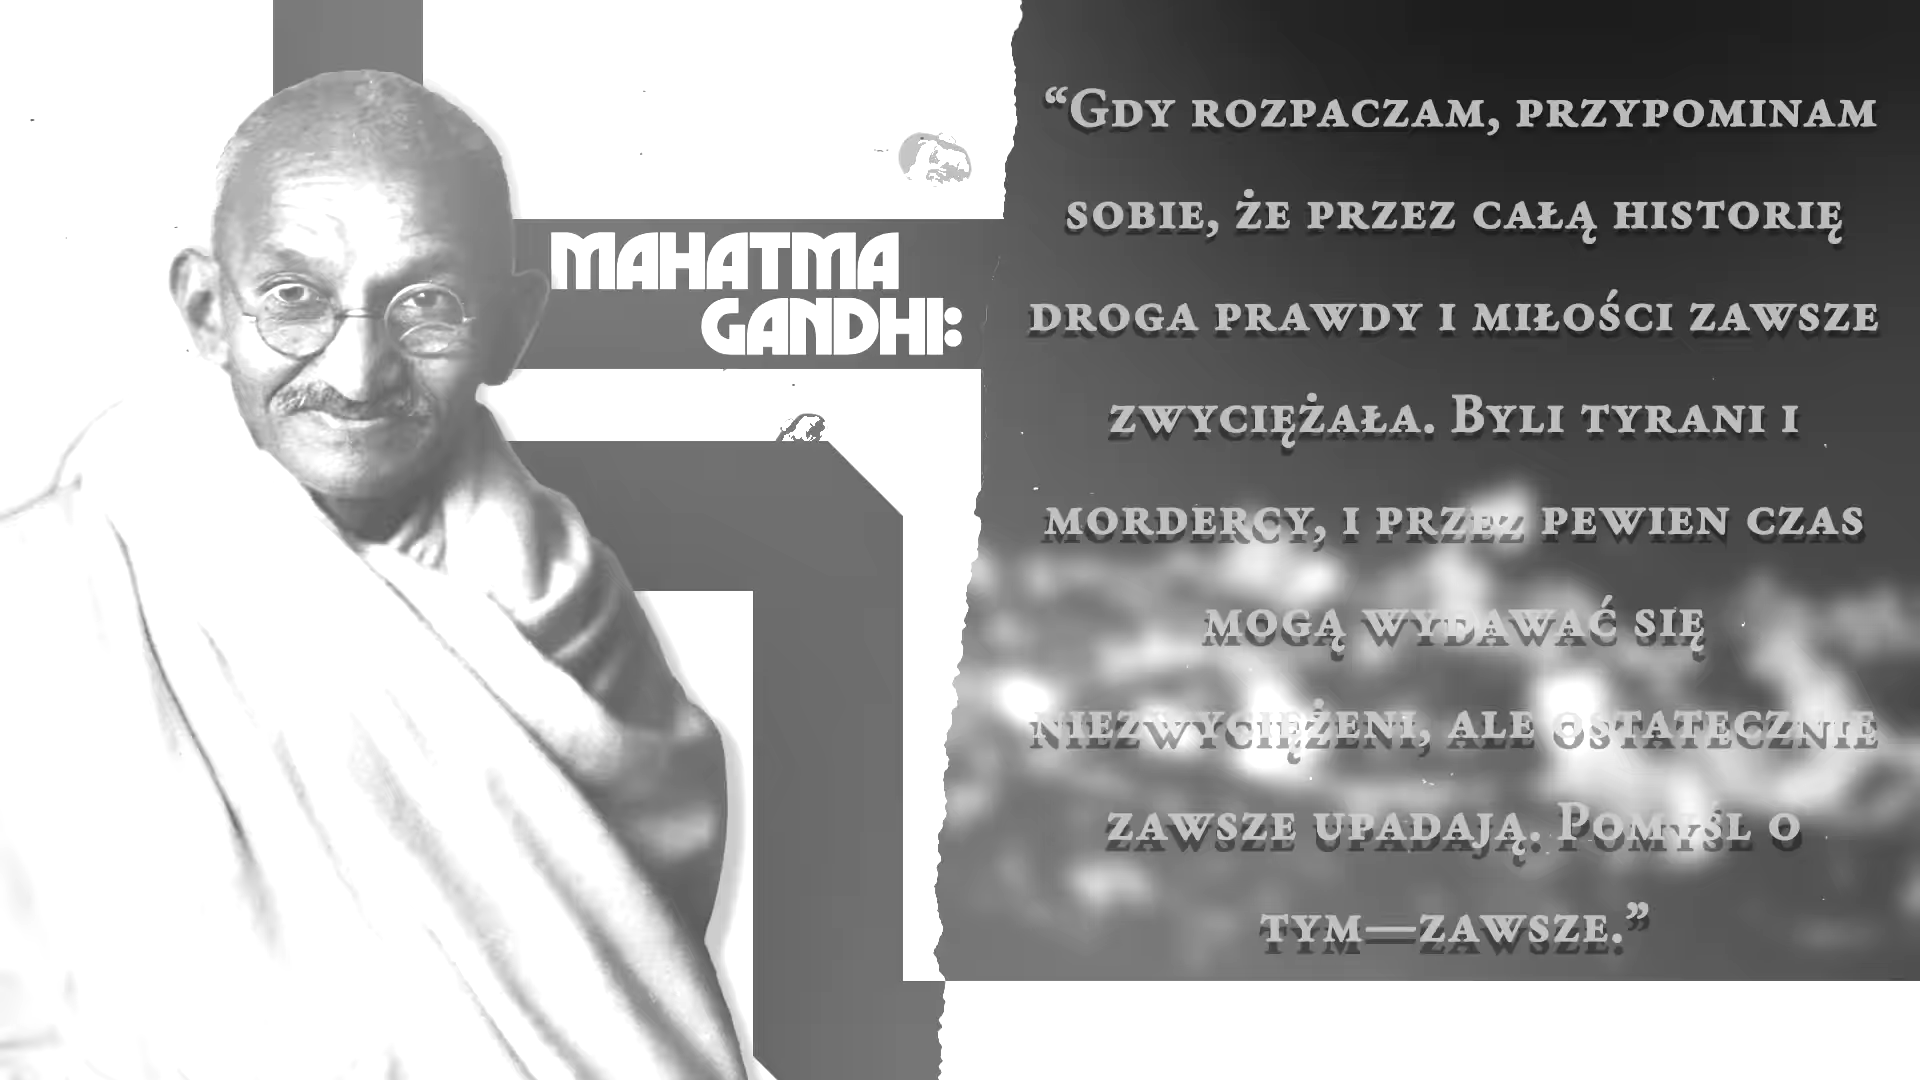 MAHATMA
GANDHI:
“Gdy rozpaczam, przypominam
sobie, że przez całą historię
droga prawdy i miłości zawsze
zwyciężała. Byli tyrani i
mordercy, i przez pewien czas
mogą wydawać się
niezwyciężeni, ale ostatecznie
zawsze upadają. Pomyśl o
tym—zawsze.”